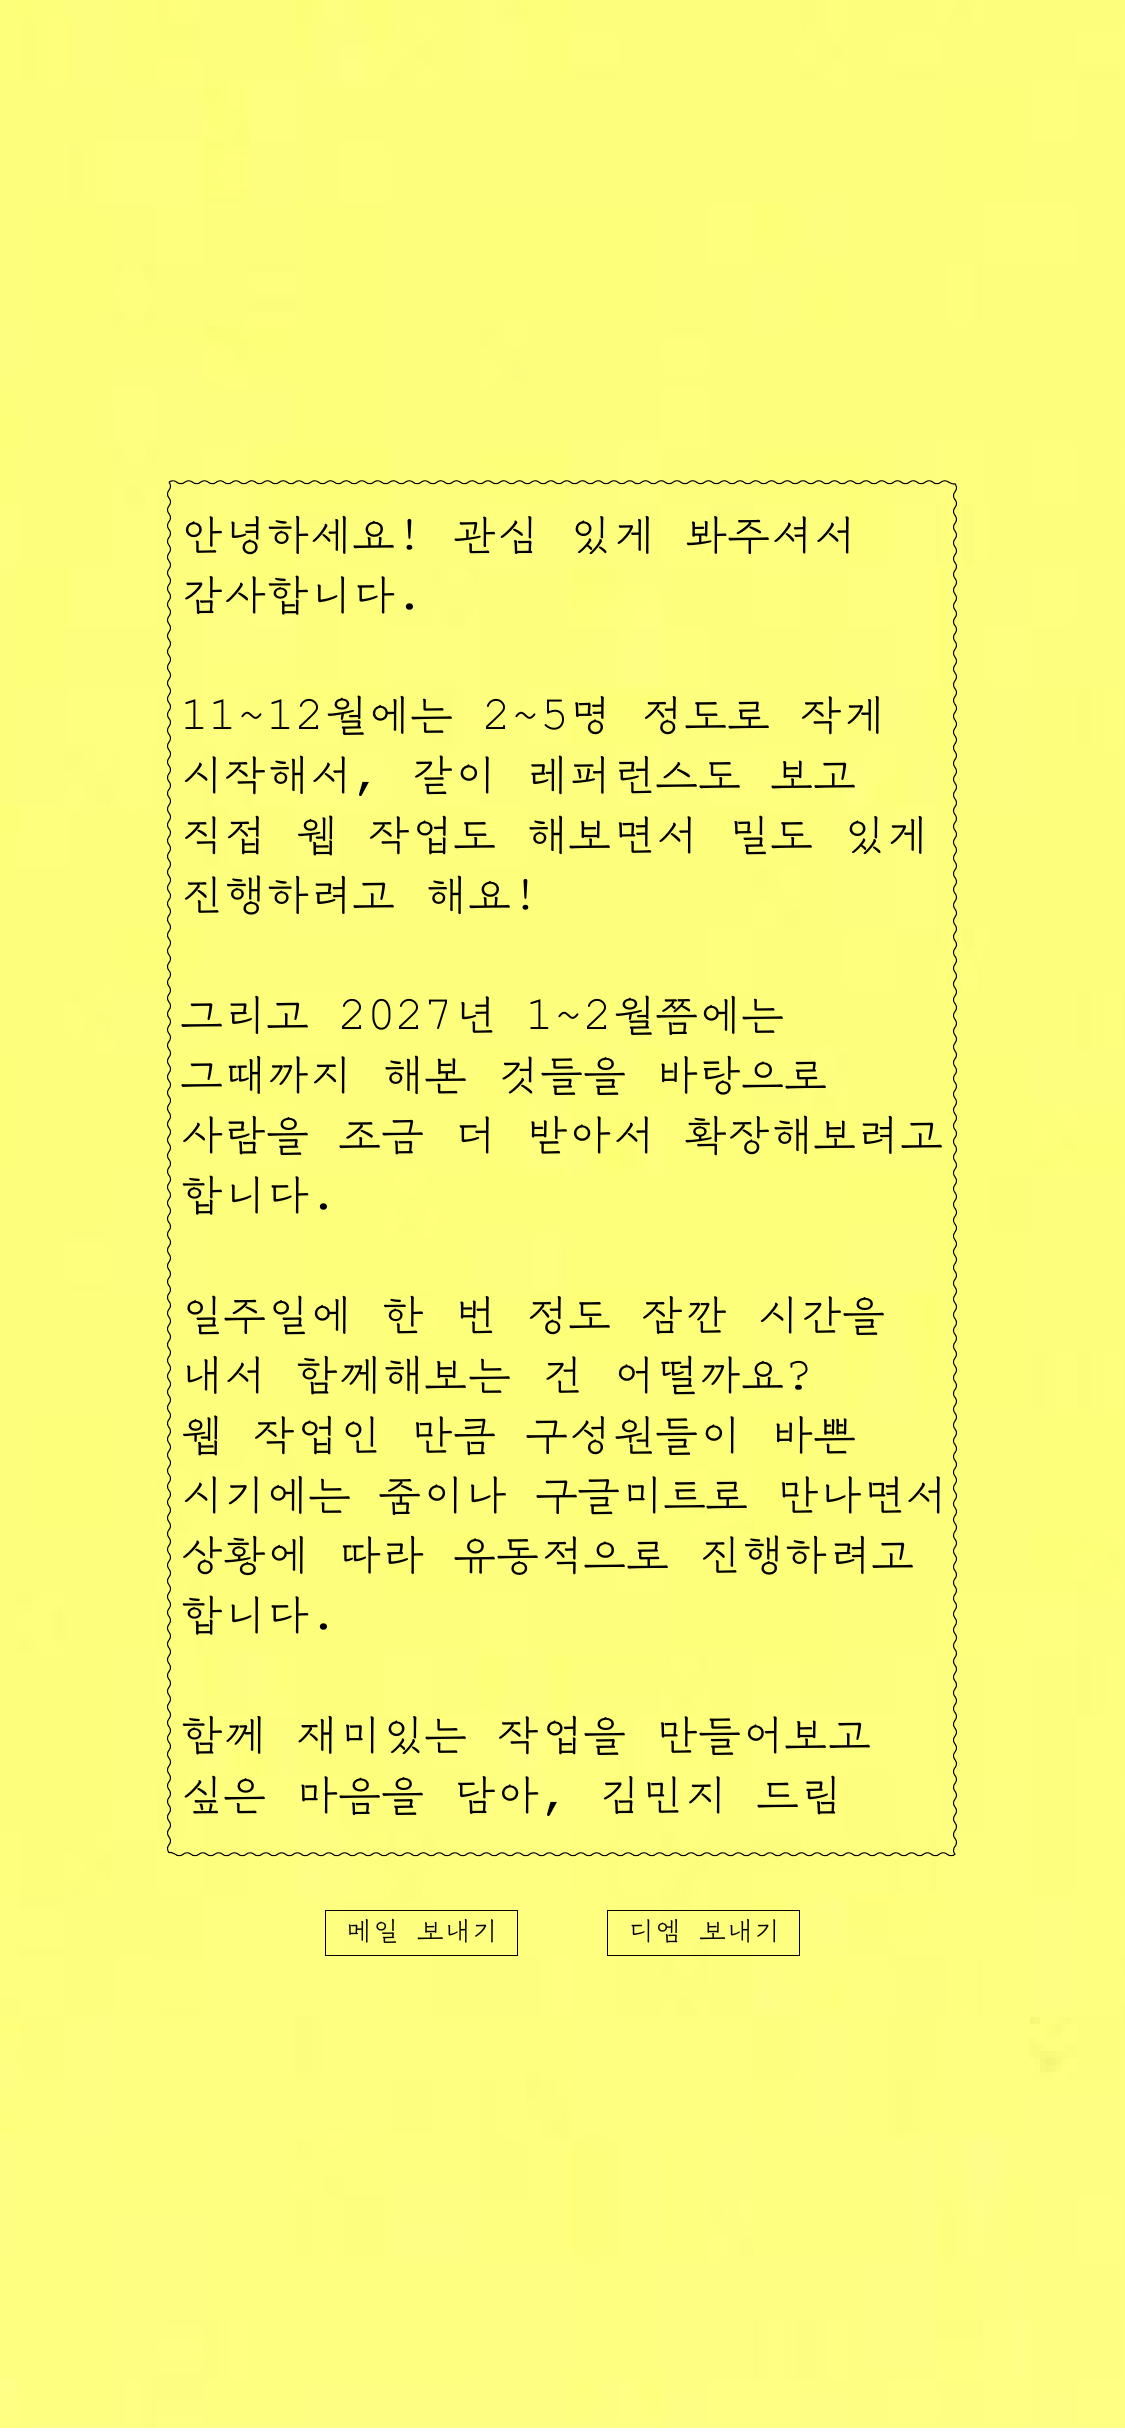 안녕하세요! 관심 있게 봐주셔서
감사합니다.
11~12월에는 2~5명 정도로 작게
시작해서, 같이 레퍼런스도 보고
직접 웹 작업도 해보면서 밀도 있게
진행하려고 해요!
그리고 2027년 1~2월쯤에는
그때까지 해본 것들을 바탕으로
사람을 조금 더 받아서 확장해보려고
합니다.
일주일에 한 번 정도 잠깐 시간을
내서 함께해보는 건 어떨까요?
웹 작업인 만큼 구성원들이 바쁜
시기에는 줌이나 구글미트로 만나면서
상황에 따라 유동적으로 진행하려고
합니다.
함께 재미있는 작업을 만들어보고
싶은 마음을 담아, 김민지 드림
메일 보내기 디엠 보내기